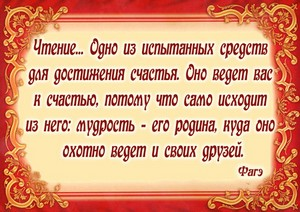 Чтение... Одно из испытанных средств
для достижения счастья. Оно ведет вас
к счастью, потому что само исходит
из него: мудрость - его родина, куда оно
охотно ведет и своих друзей.
Фагэ